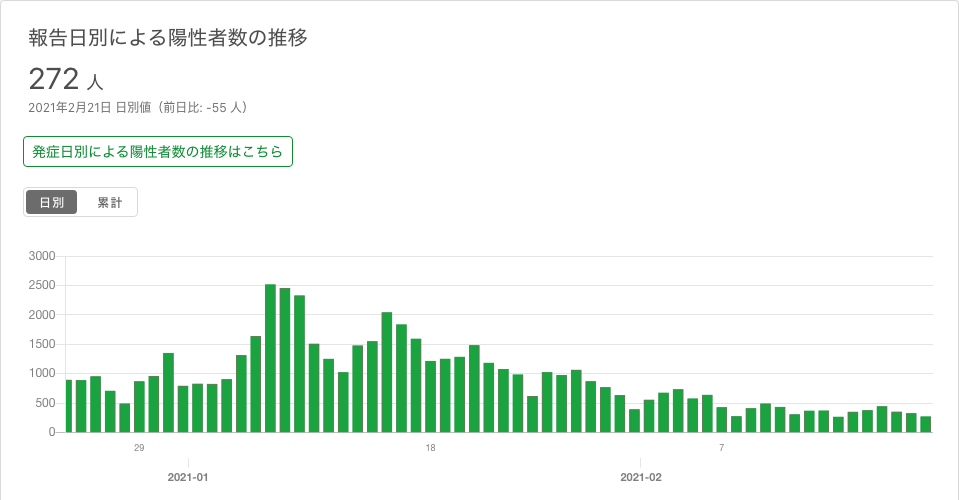 報告日別による陽性者数の推移
272 人
2021年2月21日 日別値（前日比: -55 人）
発症日別による陽性者数の推移はこちら
日別 累計
3000
2500
2000
1500
1000
500
0
29 18 7
2021-01 2021-02